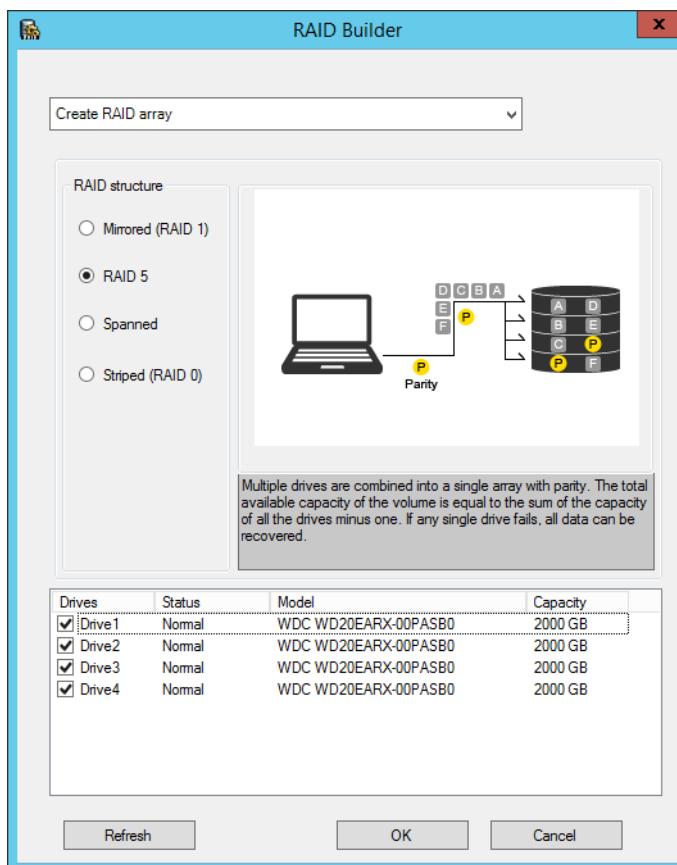 RAID Builder
x
Create RAID array
RAID structure
Mirrored (RAID 1)
RAID 5
Spanned
Striped (RAID 0)
D C B A
E
F
P
P
Parity
A D
B E
C P
P F
Multiple drives are combined into a single array with parity. The total
available capacity of the volume is equal to the sum of the capacity
of all the drives minus one. If any single drive fails, all data can be
recovered.
Drives Status Model Capacity
Drive1 Normal WDC WD20EARX-00PASB0 2000 GB
Drive2 Normal WDC WD20EARX-00PASB0 2000 GB
Drive3 Normal WDC WD20EARX-00PASB0 2000 GB
Drive4 Normal WDC WD20EARX-00PASB0 2000 GB
Refresh OK Cancel